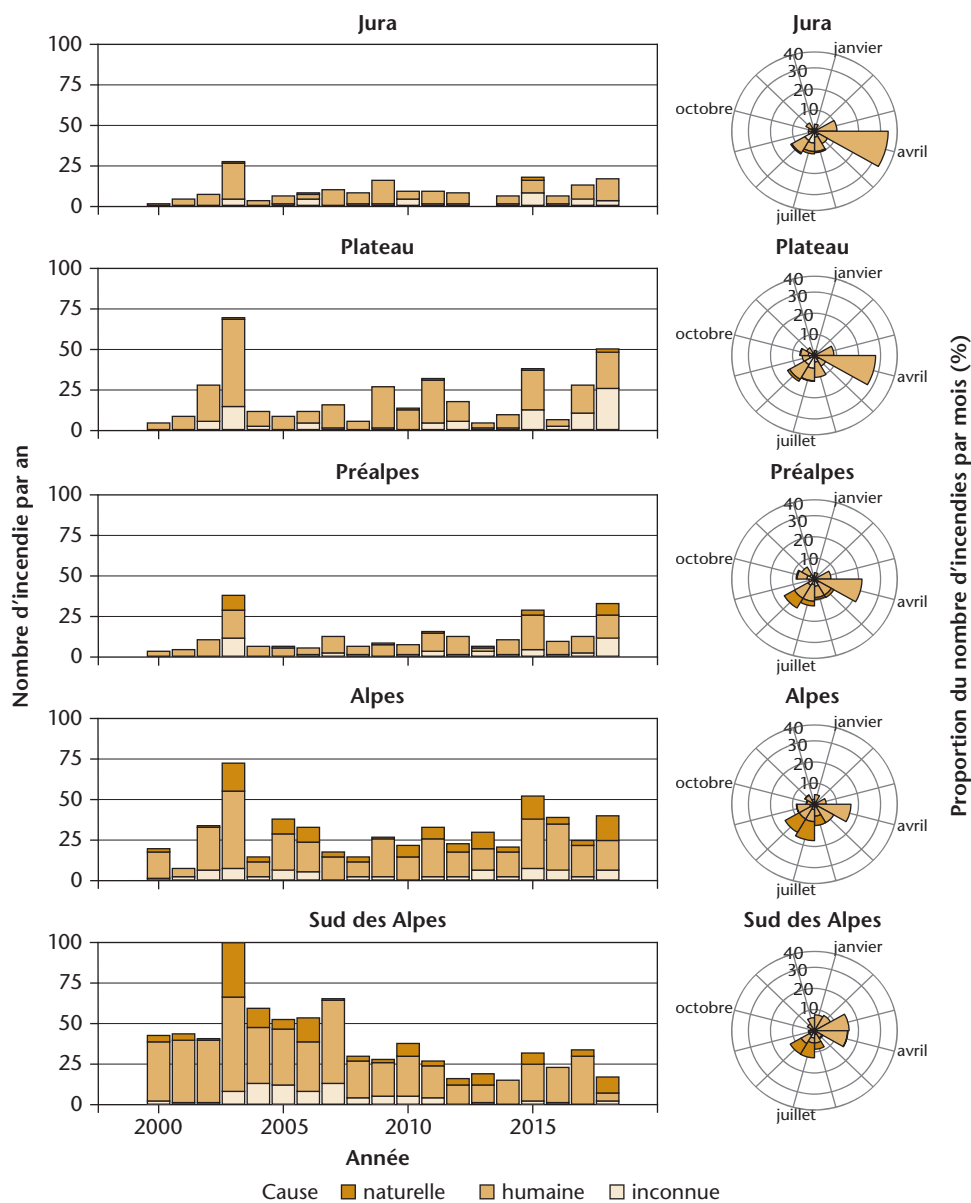 Jura
100
75
50
25
0
Jura
40
30
20
10
janvier
avril
juillet
octobre
Plateau
100
75
50
25
0
Plateau
40
30
20
10
janvier
avril
juillet
octobre
Préalpes
100
75
50
25
0
Préalpes
40
30
20
10
janvier
avril
juillet
octobre
Alpes
100
75
50
25
0
Alpes
40
30
20
10
janvier
avril
juillet
octobre
Sud des Alpes
100
75
50
25
0
Sud des Alpes
40
30
20
10
janvier
avril
juillet
octobre
2000 2005 2010 2015
Année
Nombre d'incendie par an
Proportion du nombre d'incendies par mois (%)
Cause naturelle humaine inconnue